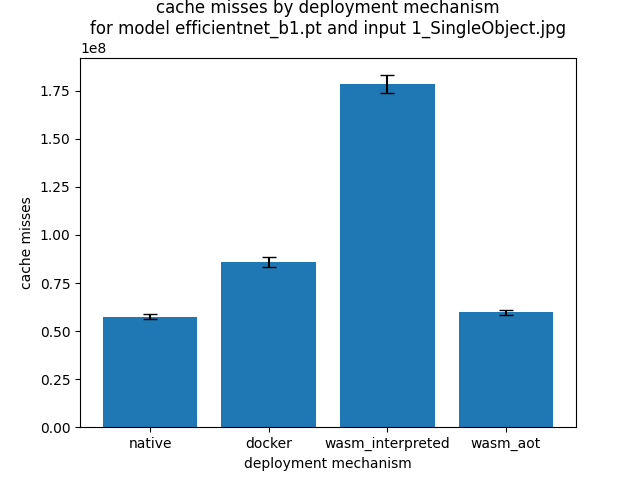 cache misses by deployment mechanism
for model efficientnet_b1.pt and input 1_SingleObject.jpg
1e8
1.75
1.50
1.25
1.00
0.75
0.50
0.25
0.00
cache misses
native docker wasm_interpreted wasm_aot
deployment mechanism